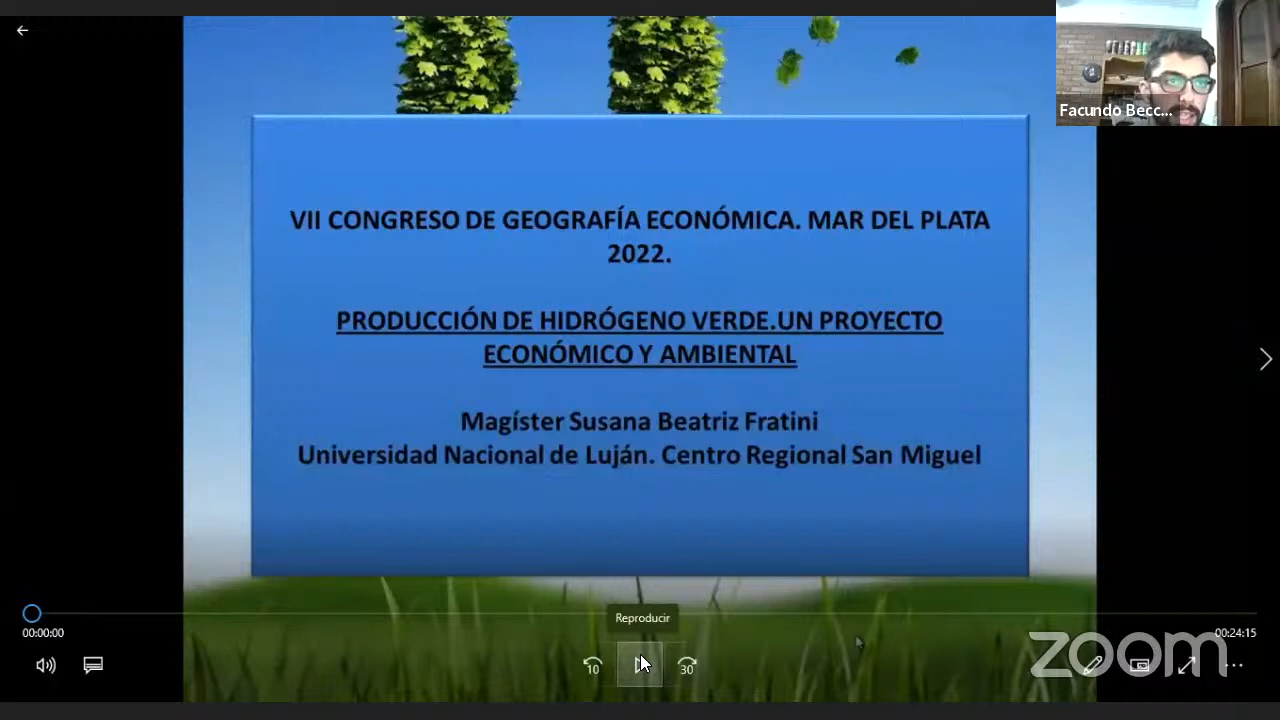 Facundo Becc...
VII CONGRESO DE GEOGRAFÍA ECONÓMICA. MAR DEL PLATA
2022.
PRODUCCIÓN DE HIDRÓGENO VERDE.UN PROYECTO
ECONÓMICO Y AMBIENTAL
Magíster Susana Beatriz Fratini
Universidad Nacional de Luján. Centro Regional San Miguel
Reproducir
00:00:00
00:24:15
10
30
zoom